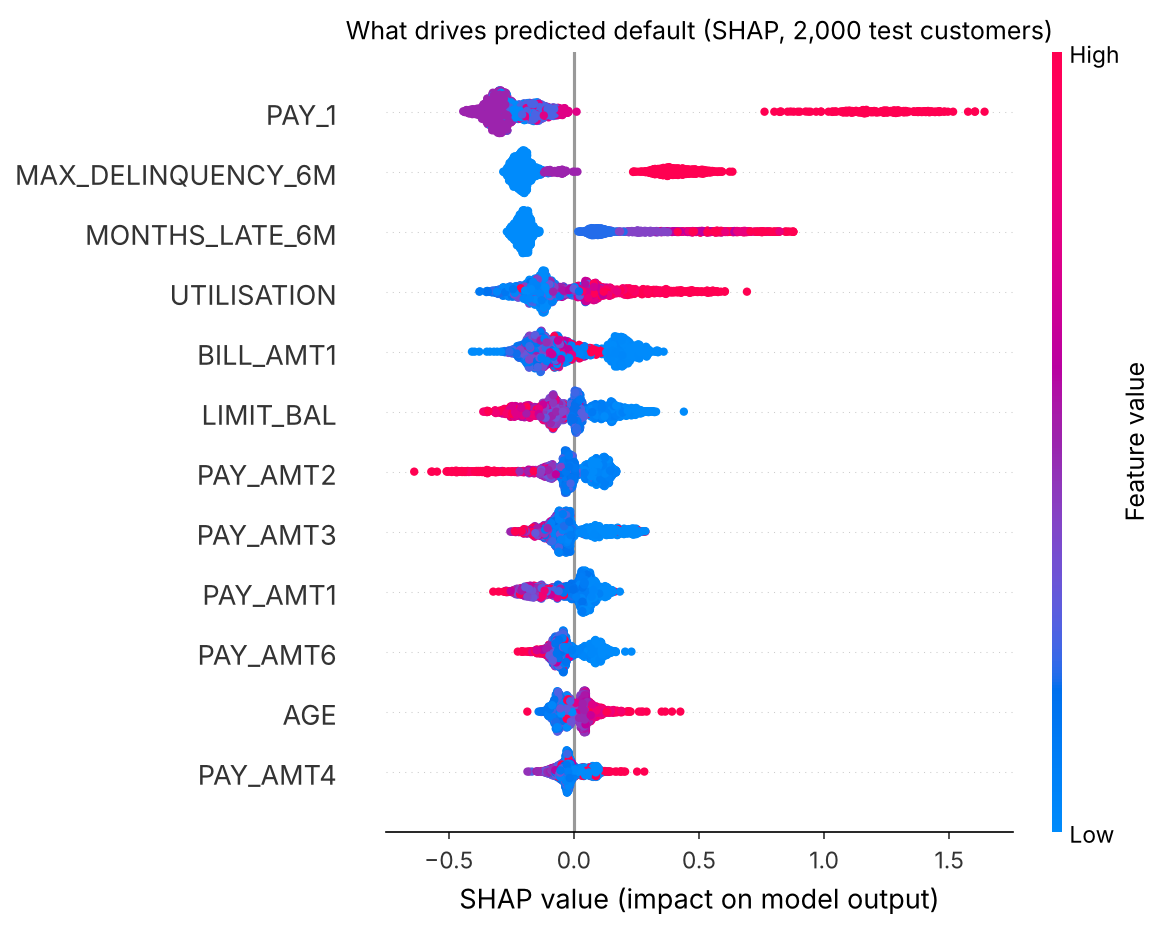 What drives predicted default (SHAP, 2,000 test customers)
High
PAY_1
MAX_DELINQUENCY_6M
MONTHS_LATE_6M
UTILISATION
BILL_AMT1
LIMIT_BAL
PAY_AMT2
PAY_AMT3
PAY_AMT1
PAY_AMT6
AGE
PAY_AMT4
Feature value
Low
−0.5 0.0 0.5 1.0 1.5
SHAP value (impact on model output)